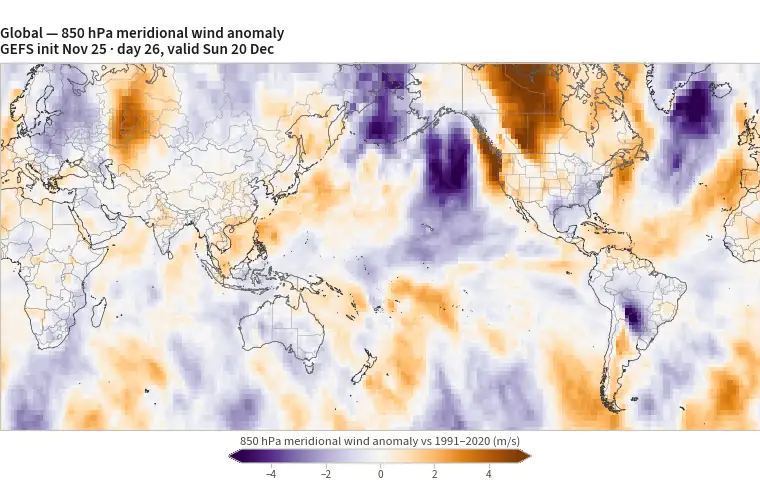 Global — 850 hPa meridional wind anomaly
GEFS init Nov 25 · day 26, valid Sun 20 Dec
850 hPa meridional wind anomaly vs 1991–2020 (m/s)
−4 −2 0 2 4